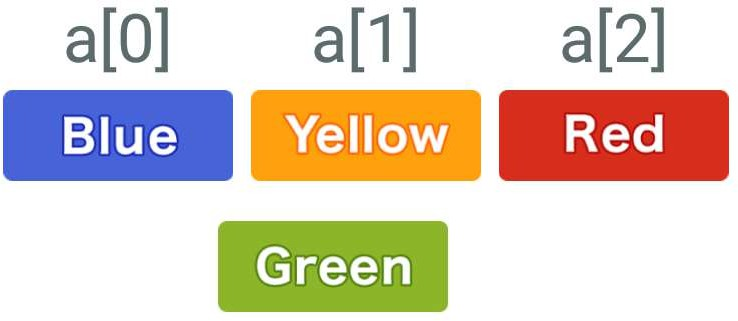 a[0] a[1] a[2]
Blue Yellow Red
Green